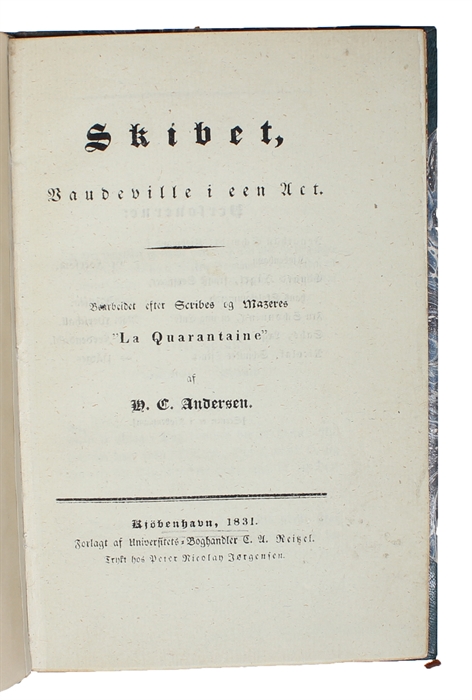 Skibet,
Vaudeville i een Act.
Bearbeidet efter Scribes og Mazeres
"La Quarantaine"
af
H. C. Andersen.
Kjöbenhavn, 1831.
Forlagt af Universitets-Boghandler C. A. Reitzel.
Trykt hos Peter Nicolay Jørgensen.